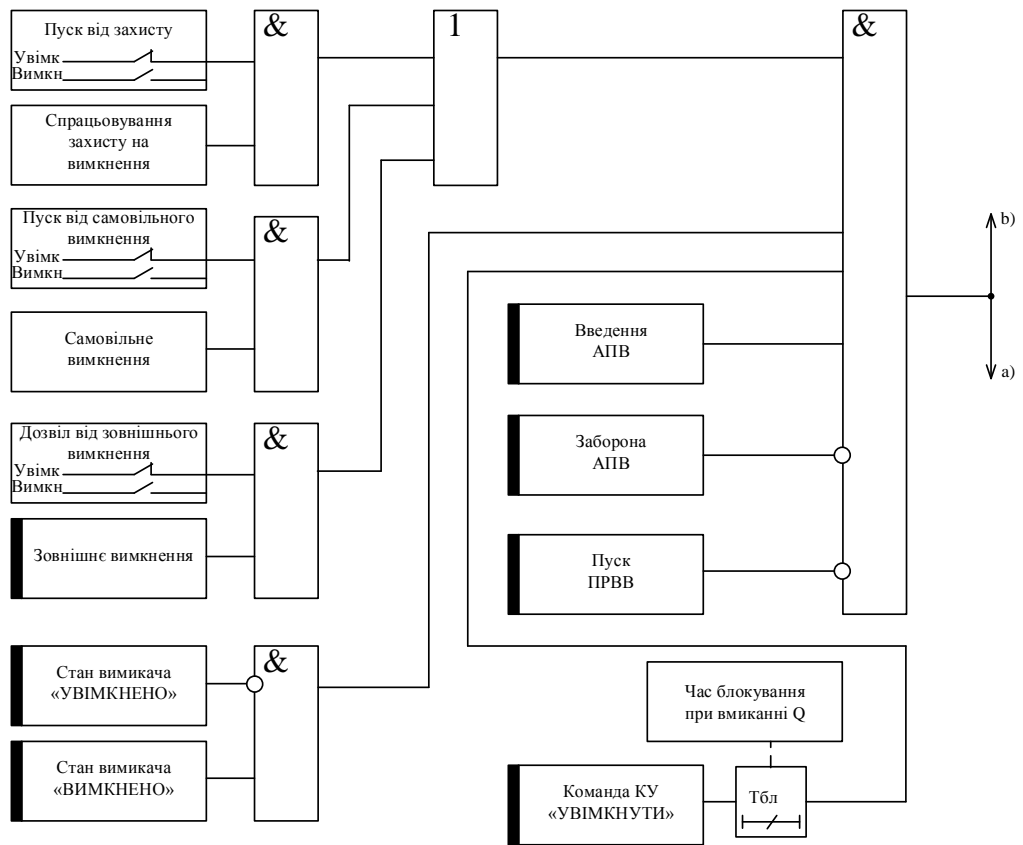 Пуск від захисту
Увімк
Вимкн
&
1
&
Спрацьовування
захисту на
вимкнення
Пуск від самовільного
вимкнення
Увімк
Вимкн
&
b)
Самовільне
вимкнення
Введення
АПВ
a)
Дозвіл від зовнішнього
вимкнення
Увімк
Вимкн
&
Заборона
АПВ
Зовнішнє вимкнення
Пуск
ПРВВ
Стан вимикача
«УВІМКНЕНО»
&
Час блокування
при вмиканні Q
Стан вимикача
«ВИМКНЕНО»
Команда КУ
«УВІМКНУТИ»
Тбл